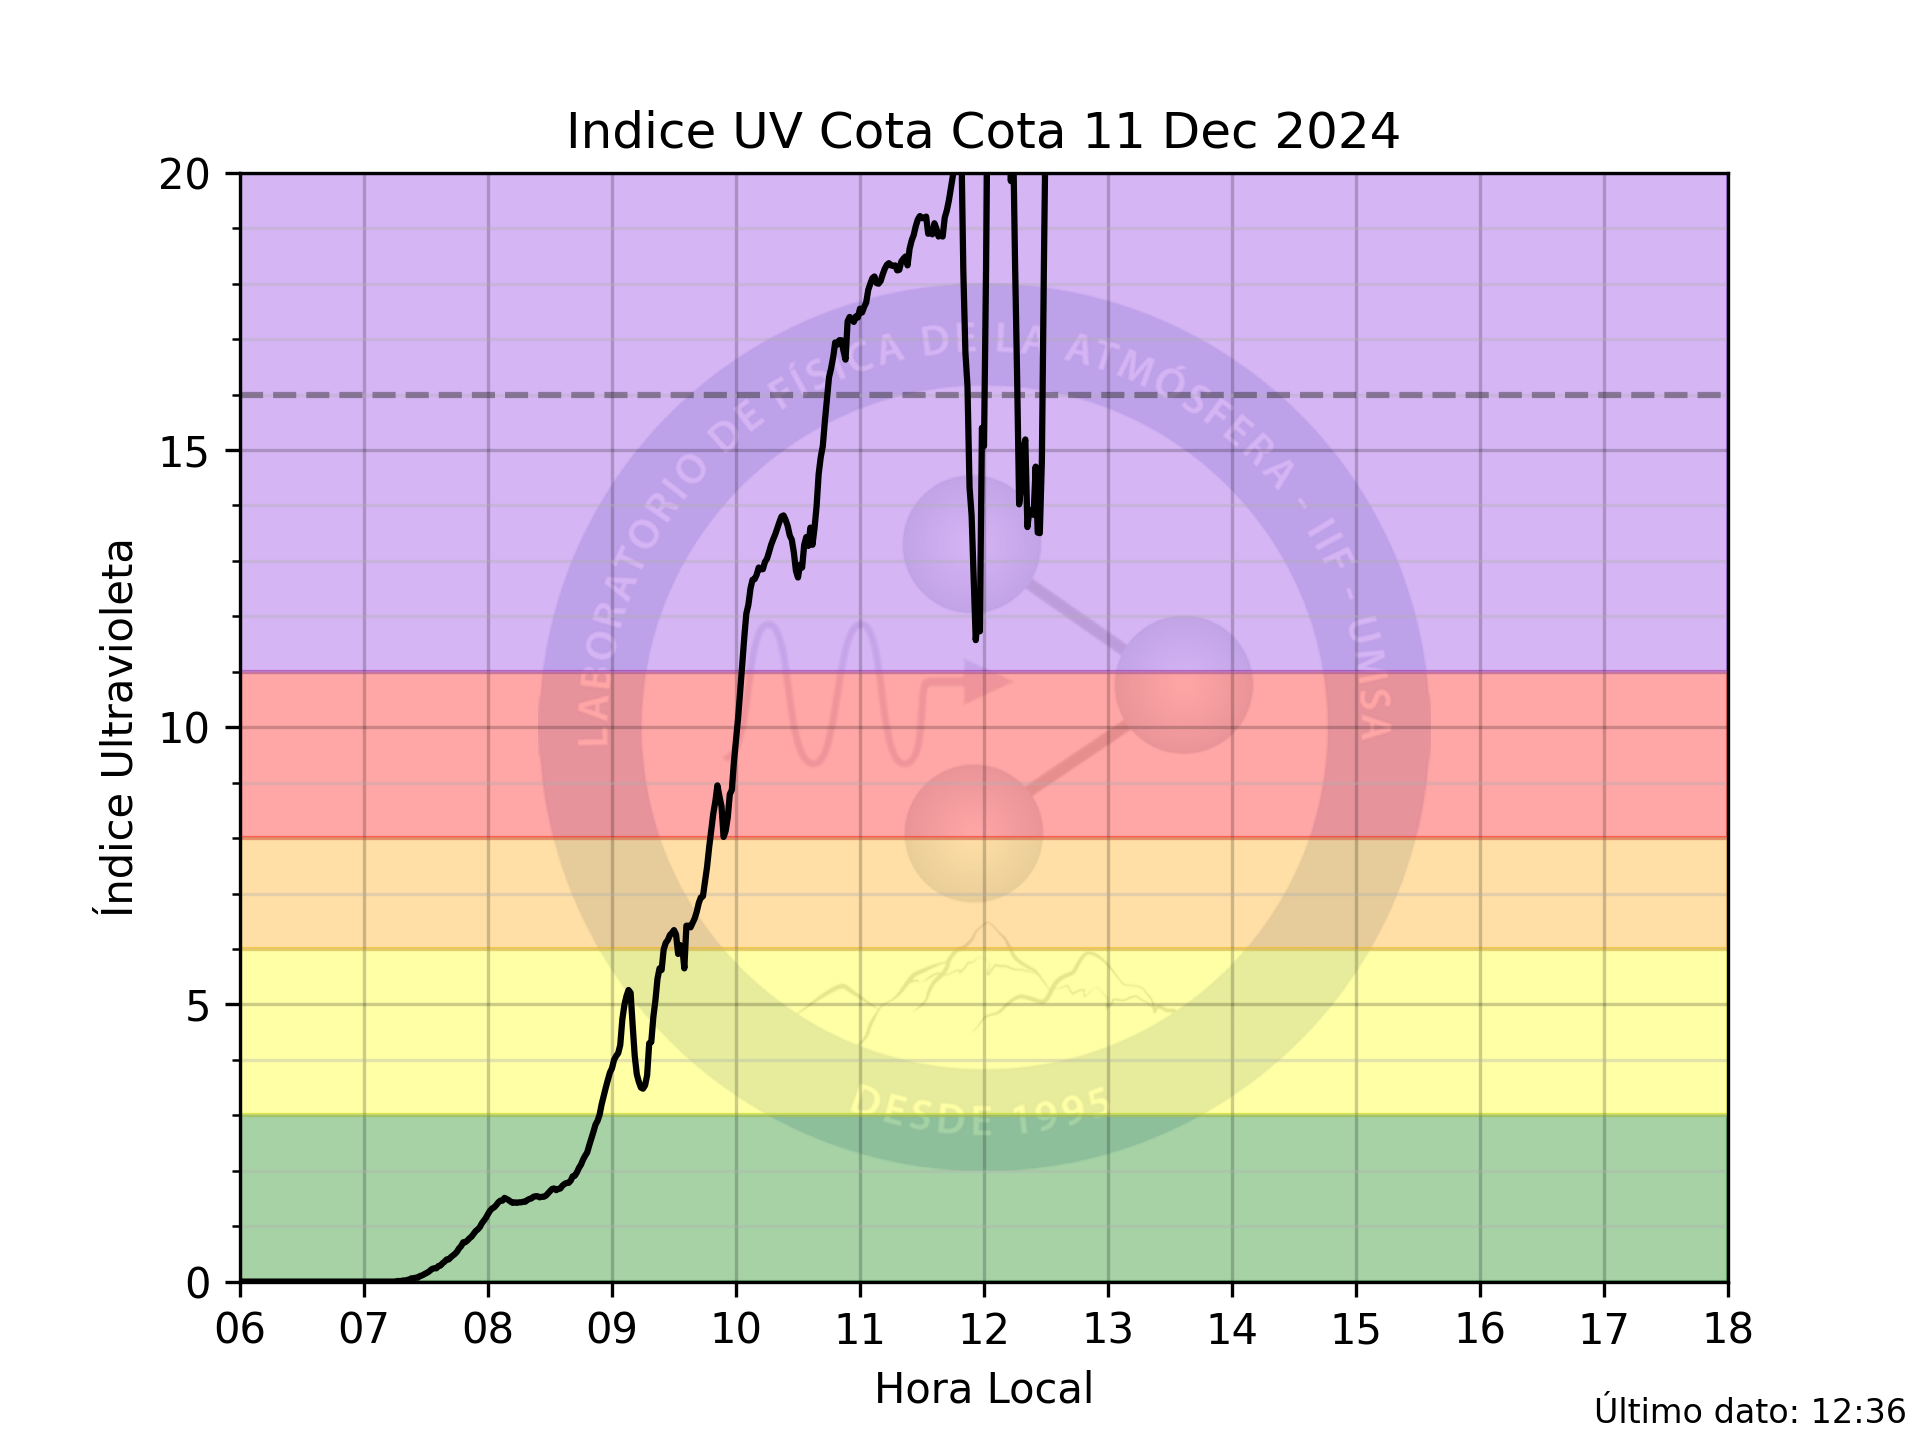 Indice UV Cota Cota 11 Dec 2024
20
15
10
5
0
Índice Ultravioleta
LABORATORIO DE FÍSICA DE LA ATMÓSFERA - IIF - UMSA
DESDE 1995
06 07 08 09 10 11 12 13 14 15 16 17 18
Hora Local
Último dato: 12:36